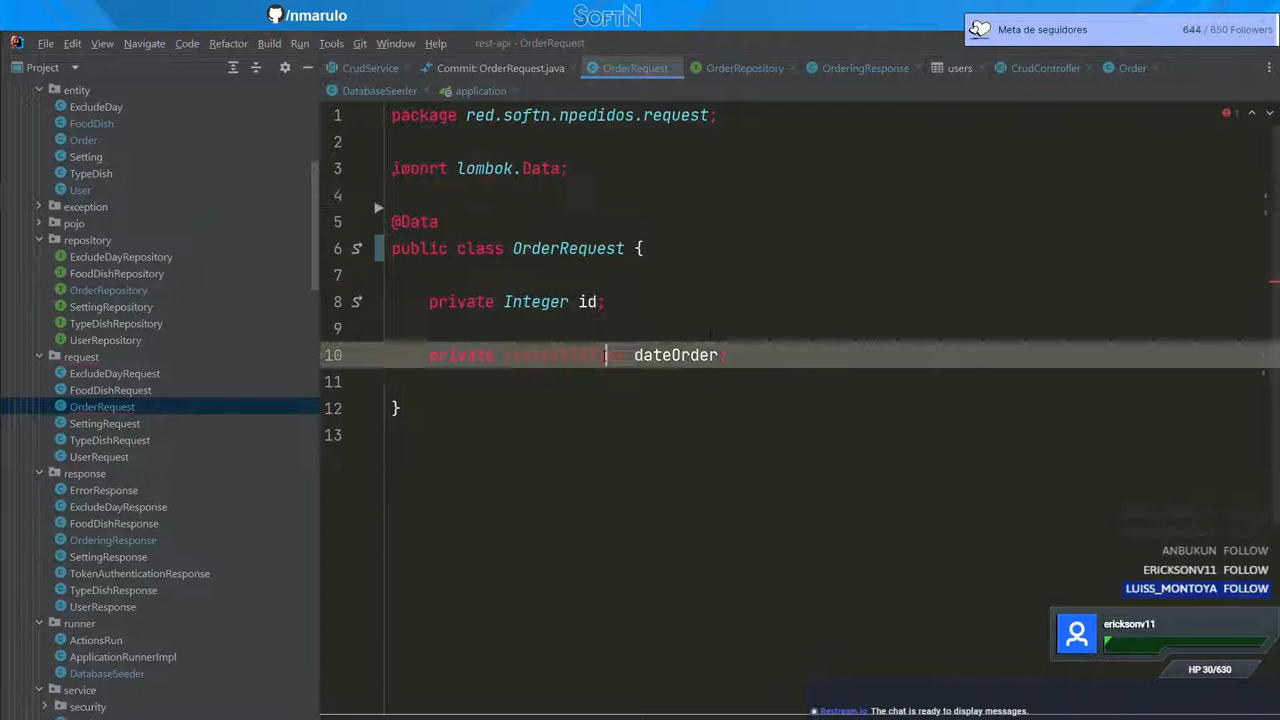 /nmarulo
SOFTN
Meta de seguidores
644 / 650 Followers
File Edit View Navigate Code Refactor Build Run Tools Git Window Help
rest-api - OrderRequest
Project
CrudService
Commit: OrderRequest.java
OrderRequest
OrderRepository
OrderingResponse
users
CrudController
Order
DatabaseSeeder
application
entity
ExcludeDay
FoodDish
Order
Setting
TypeDish
User
exception
pojo
repository
ExcludeDayRepository
FoodDishRepository
OrderRepository
SettingRepository
TypeDishRepository
UserRepository
request
ExcludeDayRequest
FoodDishRequest
OrderRequest
SettingRequest
TypeDishRequest
UserRequest
response
ErrorResponse
ExcludeDayResponse
FoodDishResponse
OrderingResponse
SettingResponse
TokenAuthenticationResponse
TypeDishResponse
UserResponse
runner
ActionsRun
ApplicationRunnerImpl
DatabaseSeeder
service
security
1 package red.softn.npedidos.request;
2
3 import lombok.Data;
4
5 @Data
6 public class OrderRequest {
7
8 private Integer id;
9
10 private dateOrder;
11
12 }
13
1
ANBUKUN FOLLOW
ERICKSONV11 FOLLOW
LUISS_MONTOYA FOLLOW
ericksonv11
HP 30/630
Restream.io The chat is ready to display messages.